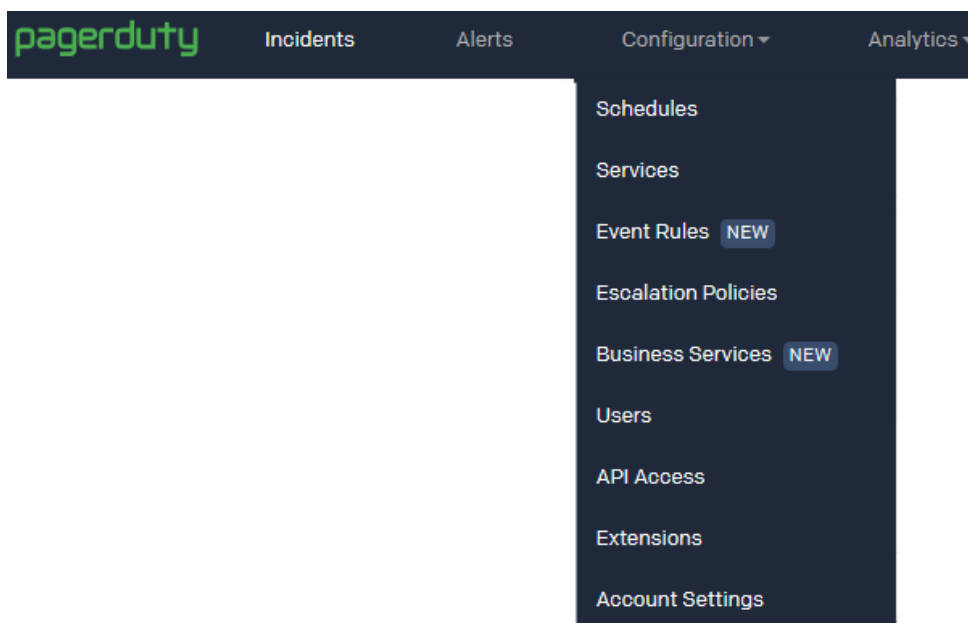 pagerduty Incidents Alerts Configuration Analytics
Schedules
Services
Event Rules NEW
Escalation Policies
Business Services NEW
Users
API Access
Extensions
Account Settings